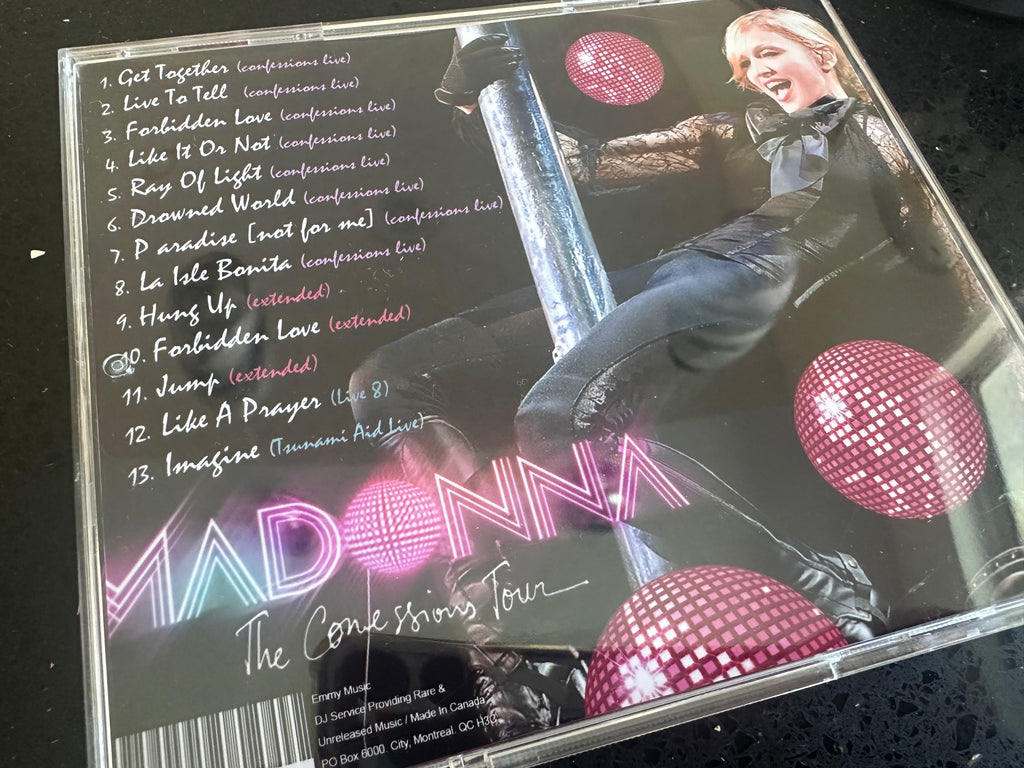 1. Get Together (confessions live)
2. Live To Tell (confessions live)
3. Forbidden Love (confessions live)
4. Like It Or Not (confessions live)
5. Ray Of Light (confessions live)
6. Drowned World (confessions live)
7. P aradise [not for me] (confessions live)
8. La Isle Bonita (confessions live)
9. Hung Up (extended)
10. Forbidden Love (extended)
11. Jump (extended)
12. Like A Prayer (Live 8)
13. Imagine (Tsunami Aid Live)
MADONNA
The Confessions Tour
Emmy Music
DJ Service Providing Rare &
Unreleased Music / Made In Canada
PO Box 6000. City, Montreal. QC